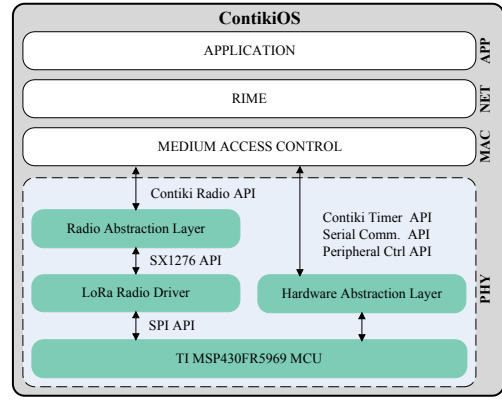 ContikiOS
APPLICATION
APP
RIME
NET
MEDIUM ACCESS CONTROL
MAC
Contiki Radio API
Radio Abstraction Layer
Contiki Timer API
Serial Comm. API
Peripheral Ctrl API
SX1276 API
LoRa Radio Driver
Hardware Abstraction Layer
PHY
SPI API
TI MSP430FR5969 MCU